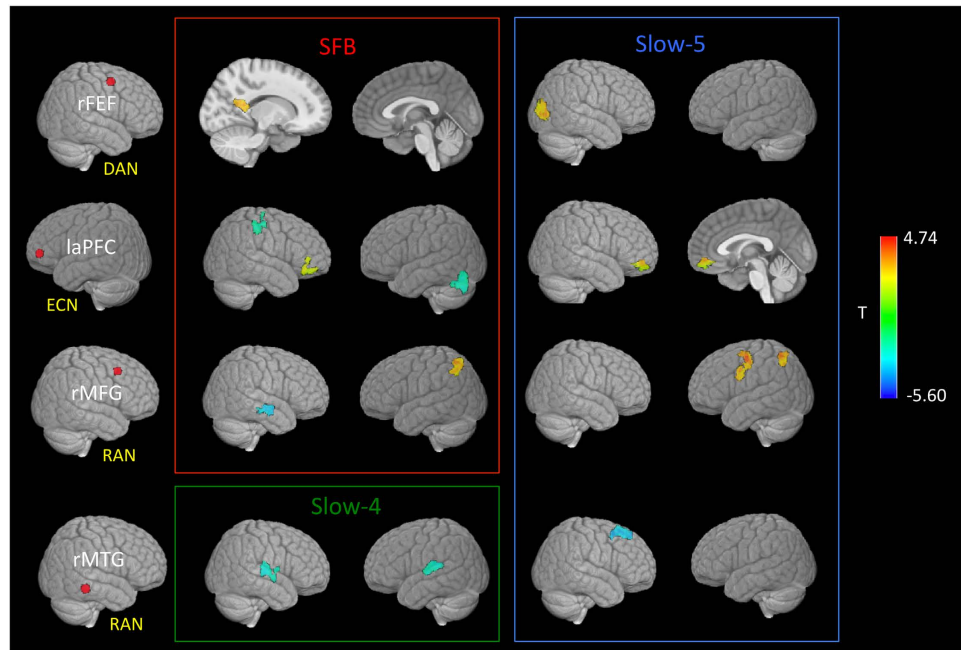 SFB
Slow-5
rFEF
DAN
laPFC
ECN
4.74
T
-5.60
rMFG
RAN
Slow-4
rMTG
RAN